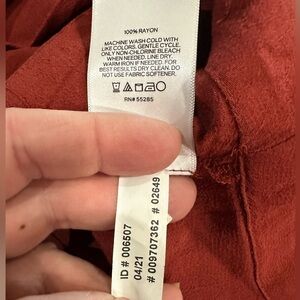 100% RAYON
MACHINE WASH COLD WITH
LIKE COLORS. GENTLE CYCLE.
ONLY NON-CHLORINE BLEACH
WHEN NEEDED. LINE DRY.
WARM IRON IF NEEDED. FOR
BEST RESULTS DRY CLEAN. DO
NOT USE FABRIC SOFTENER.
RN# 55285
ID # 006507
04/21 # 02649
# 009707362